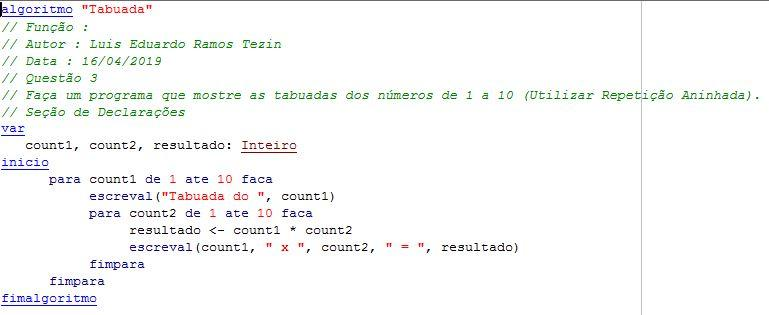 algoritmo "Tabuada"
// Função :
// Autor : Luis Eduardo Ramos Tezin
// Data : 16/04/2019
// Questão 3
// Faça um programa que mostre as tabuadas dos números de 1 a 10 (Utilizar Repetição Aninhada).
// Seção de Declarações
var
count1, count2, resultado: Inteiro
inicio
para count1 de 1 ate 10 faca
escreval("Tabuada do ", count1)
para count2 de 1 ate 10 faca
resultado <- count1 * count2
escreval(count1, " x ", count2, " = ", resultado)
fimpara
fimpara
fimalgoritmo